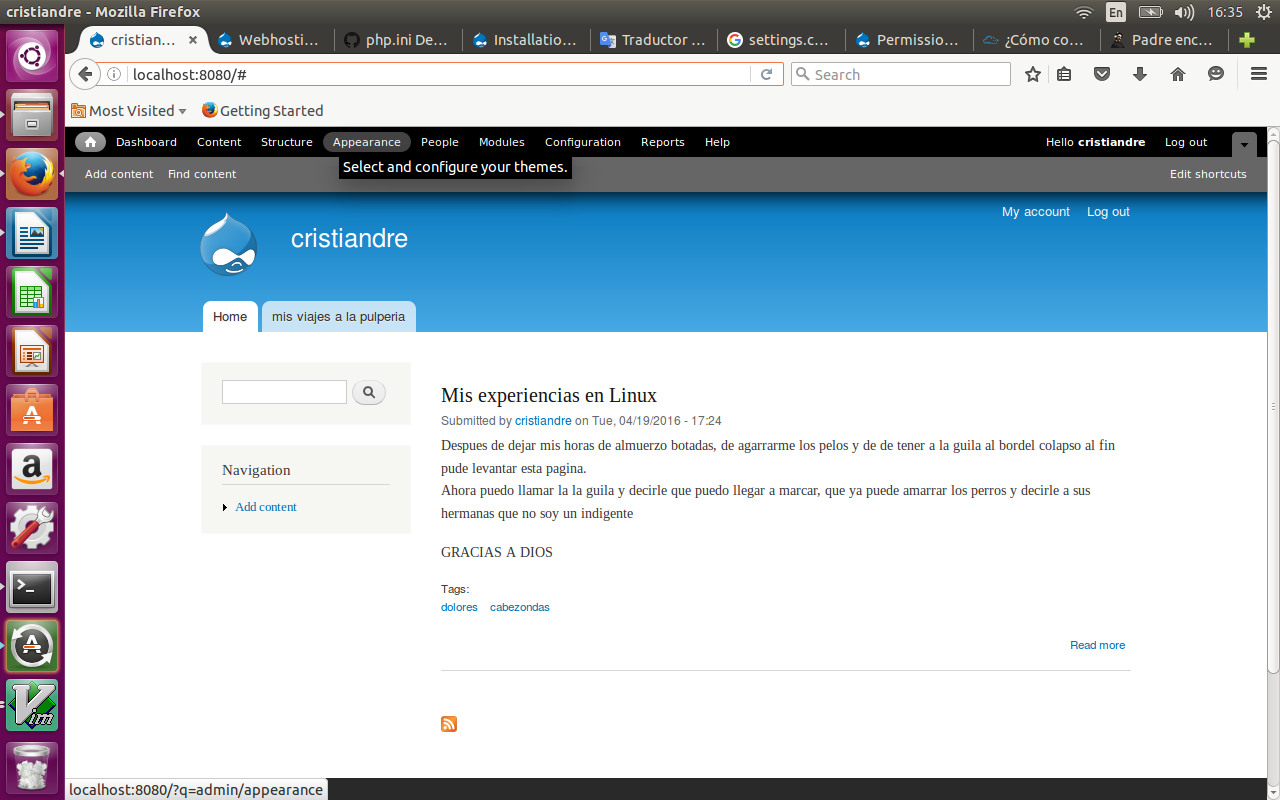 cristiandre - Mozilla Firefox
En
16:35
cristian…
Webhosti…
php.ini De…
Installatio…
Traductor …
settings.c…
Permissio…
¿Cómo co…
Padre enc…
localhost:8080/#
Search
Most Visited
Getting Started
Dashboard Content Structure Appearance People Modules Configuration Reports Help
Hello cristiandre Log out
Select and configure your themes.
Add content Find content
Edit shortcuts
My account Log out
cristiandre
Home
mis viajes a la pulperia
Mis experiencias en Linux
Submitted by cristiandre on Tue, 04/19/2016 - 17:24
Despues de dejar mis horas de almuerzo botadas, de agarrarme los pelos y de de tener a la guila al bordel colapso al fin
pude levantar esta pagina.
Ahora puedo llamar la la guila y decirle que puedo llegar a marcar, que ya puede amarrar los perros y decirle a sus
hermanas que no soy un indigente
GRACIAS A DIOS
Tags:
dolores cabezondas
Read more
Navigation
Add content
localhost:8080/?q=admin/appearance